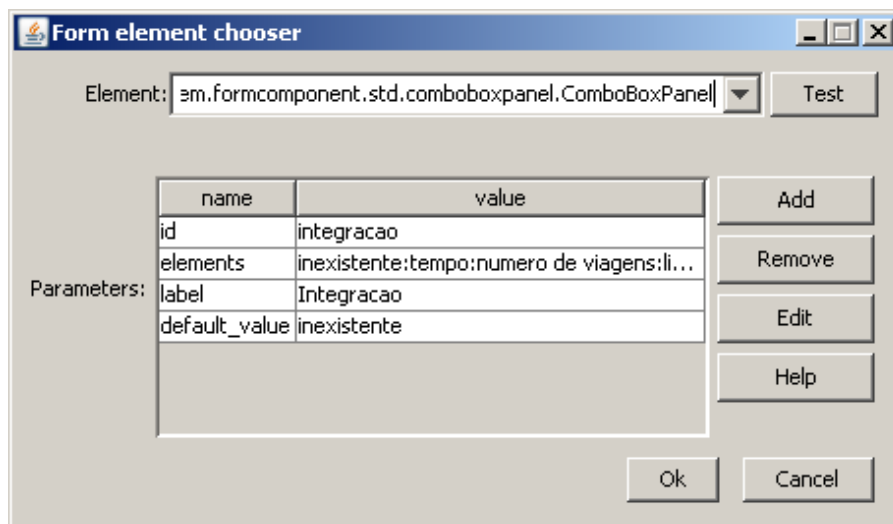 Form element chooser
Element: em.formcomponent.std.comboboxpanel.ComboBoxPanel Test
name value Add
id integracao
elements inexistente:tempo:numero de viagens:li... Remove
Parameters: label Integracao
default_value inexistente Edit
Help
Ok Cancel